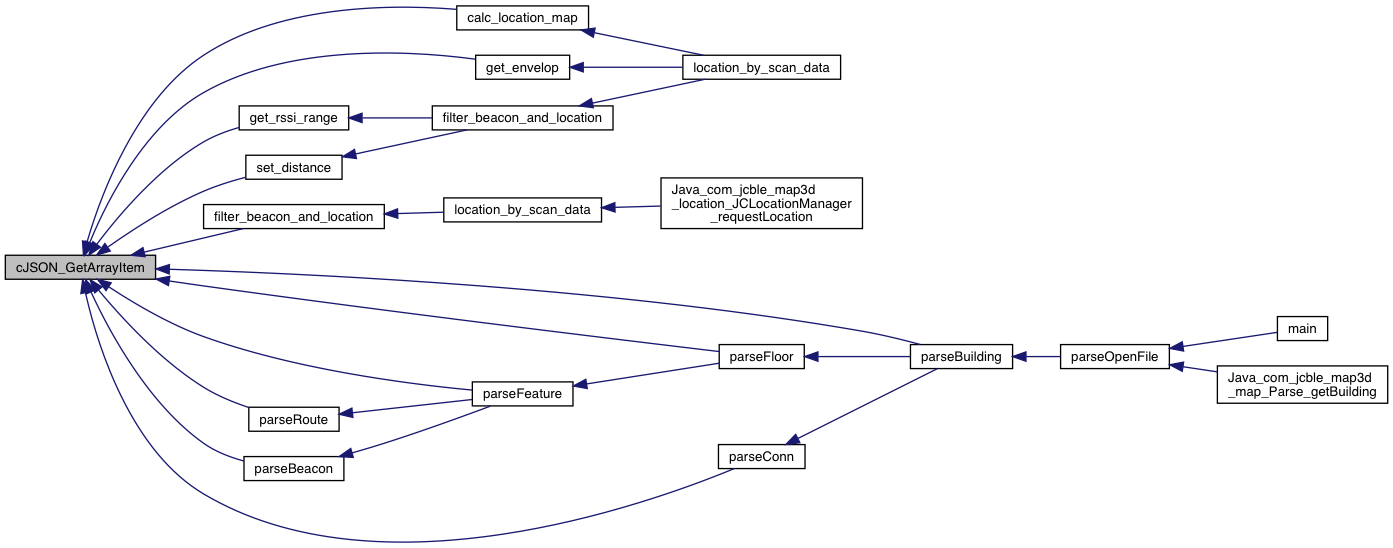 calc_location_map
get_envelop
location_by_scan_data
get_rssi_range
filter_beacon_and_location
set_distance
filter_beacon_and_location
location_by_scan_data
Java_com_jcble_map3d
_location_JCLocationManager
_requestLocation
cJSON_GetArrayItem
main
parseFloor
parseBuilding
parseOpenFile
Java_com_jcble_map3d
_map_Parse_getBuilding
parseFeature
parseRoute
parseConn
parseBeacon